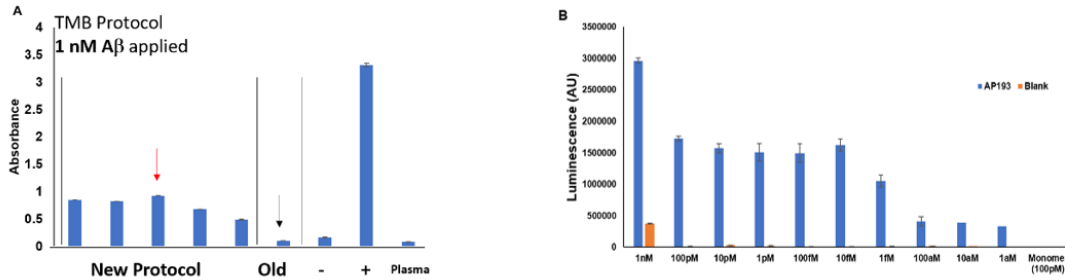 A
TMB Protocol
1 nM Aβ applied
Absorbance
4
3.5
3
2.5
2
1.5
1
0.5
0
New Protocol Old - + Plasma
B
Luminescence (AU)
3500000
3000000
2500000
2000000
1500000
1000000
500000
0
AP193 Blank
1nM 100pM 10pM 1pM 100fM 10fM 1fM 100aM 10aM 1aM Monome
(100pM)